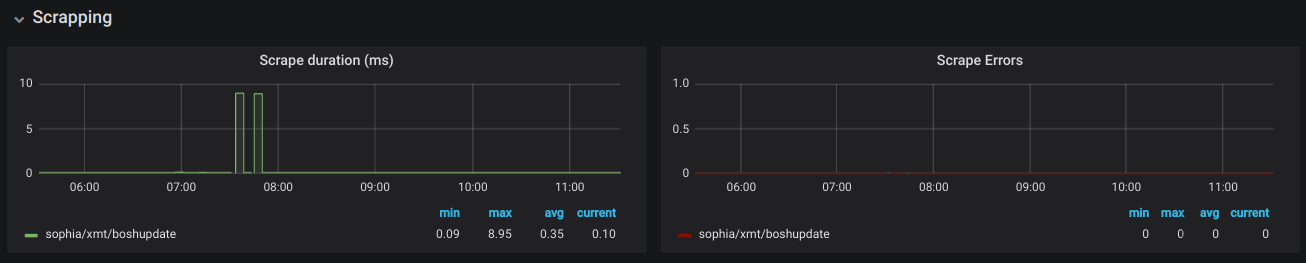 Scrapping
Scrape duration (ms)
10
5
0
06:00 07:00 08:00 09:00 10:00 11:00
min max avg current
sophia/xmt/boshupdate 0.09 8.95 0.35 0.10
Scrape Errors
1.0
0.5
0
06:00 07:00 08:00 09:00 10:00 11:00
min max avg current
sophia/xmt/boshupdate 0 0 0 0